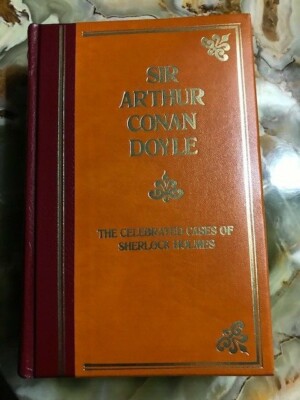 SIR
ARTHUR
CONAN
DOYLE
THE CELEBRATED CASES OF
SHERLOCK HOLMES